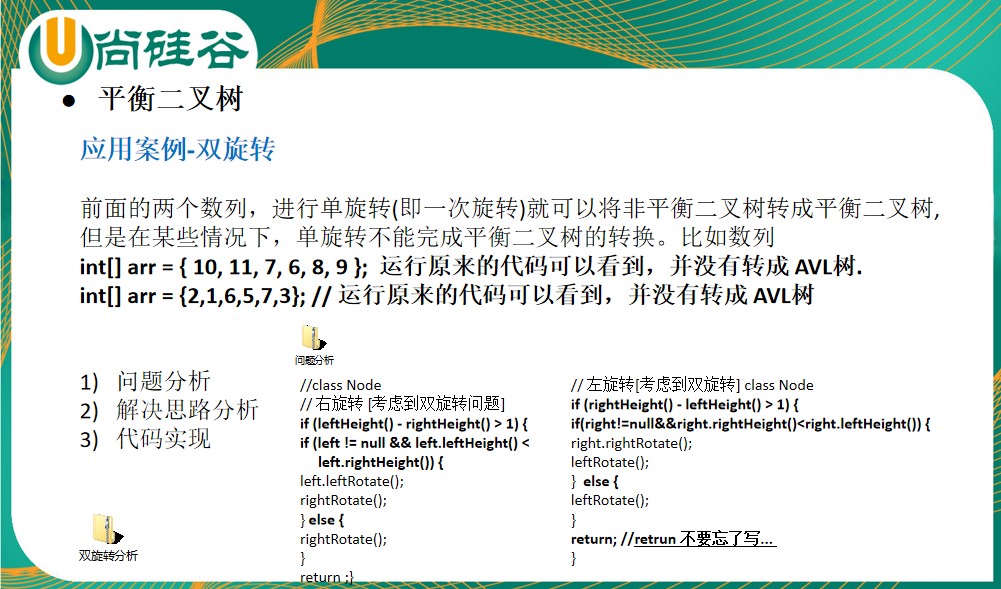 尚硅谷
● 平衡二叉树
应用案例-双旋转
前面的两个数列，进行单旋转(即一次旋转)就可以将非平衡二叉树转成平衡二叉树,
但是在某些情况下，单旋转不能完成平衡二叉树的转换。比如数列
int[] arr = { 10, 11, 7, 6, 8, 9 }; 运行原来的代码可以看到，并没有转成 AVL树.
int[] arr = {2,1,6,5,7,3}; // 运行原来的代码可以看到，并没有转成 AVL树
问题分析
1) 问题分析
2) 解决思路分析
3) 代码实现
双旋转分析
//class Node
// 右旋转 [考虑到双旋转问题]
if (leftHeight() - rightHeight() > 1) {
if (left != null && left.leftHeight() <
left.rightHeight()) {
left.leftRotate();
rightRotate();
} else {
rightRotate();
}
return ;}
// 左旋转[考虑到双旋转] class Node
if (rightHeight() - leftHeight() > 1) {
if(right!=null&&right.rightHeight()<right.leftHeight()) {
right.rightRotate();
leftRotate();
} else {
leftRotate();
}
return; //retrun 不要忘了写...
}